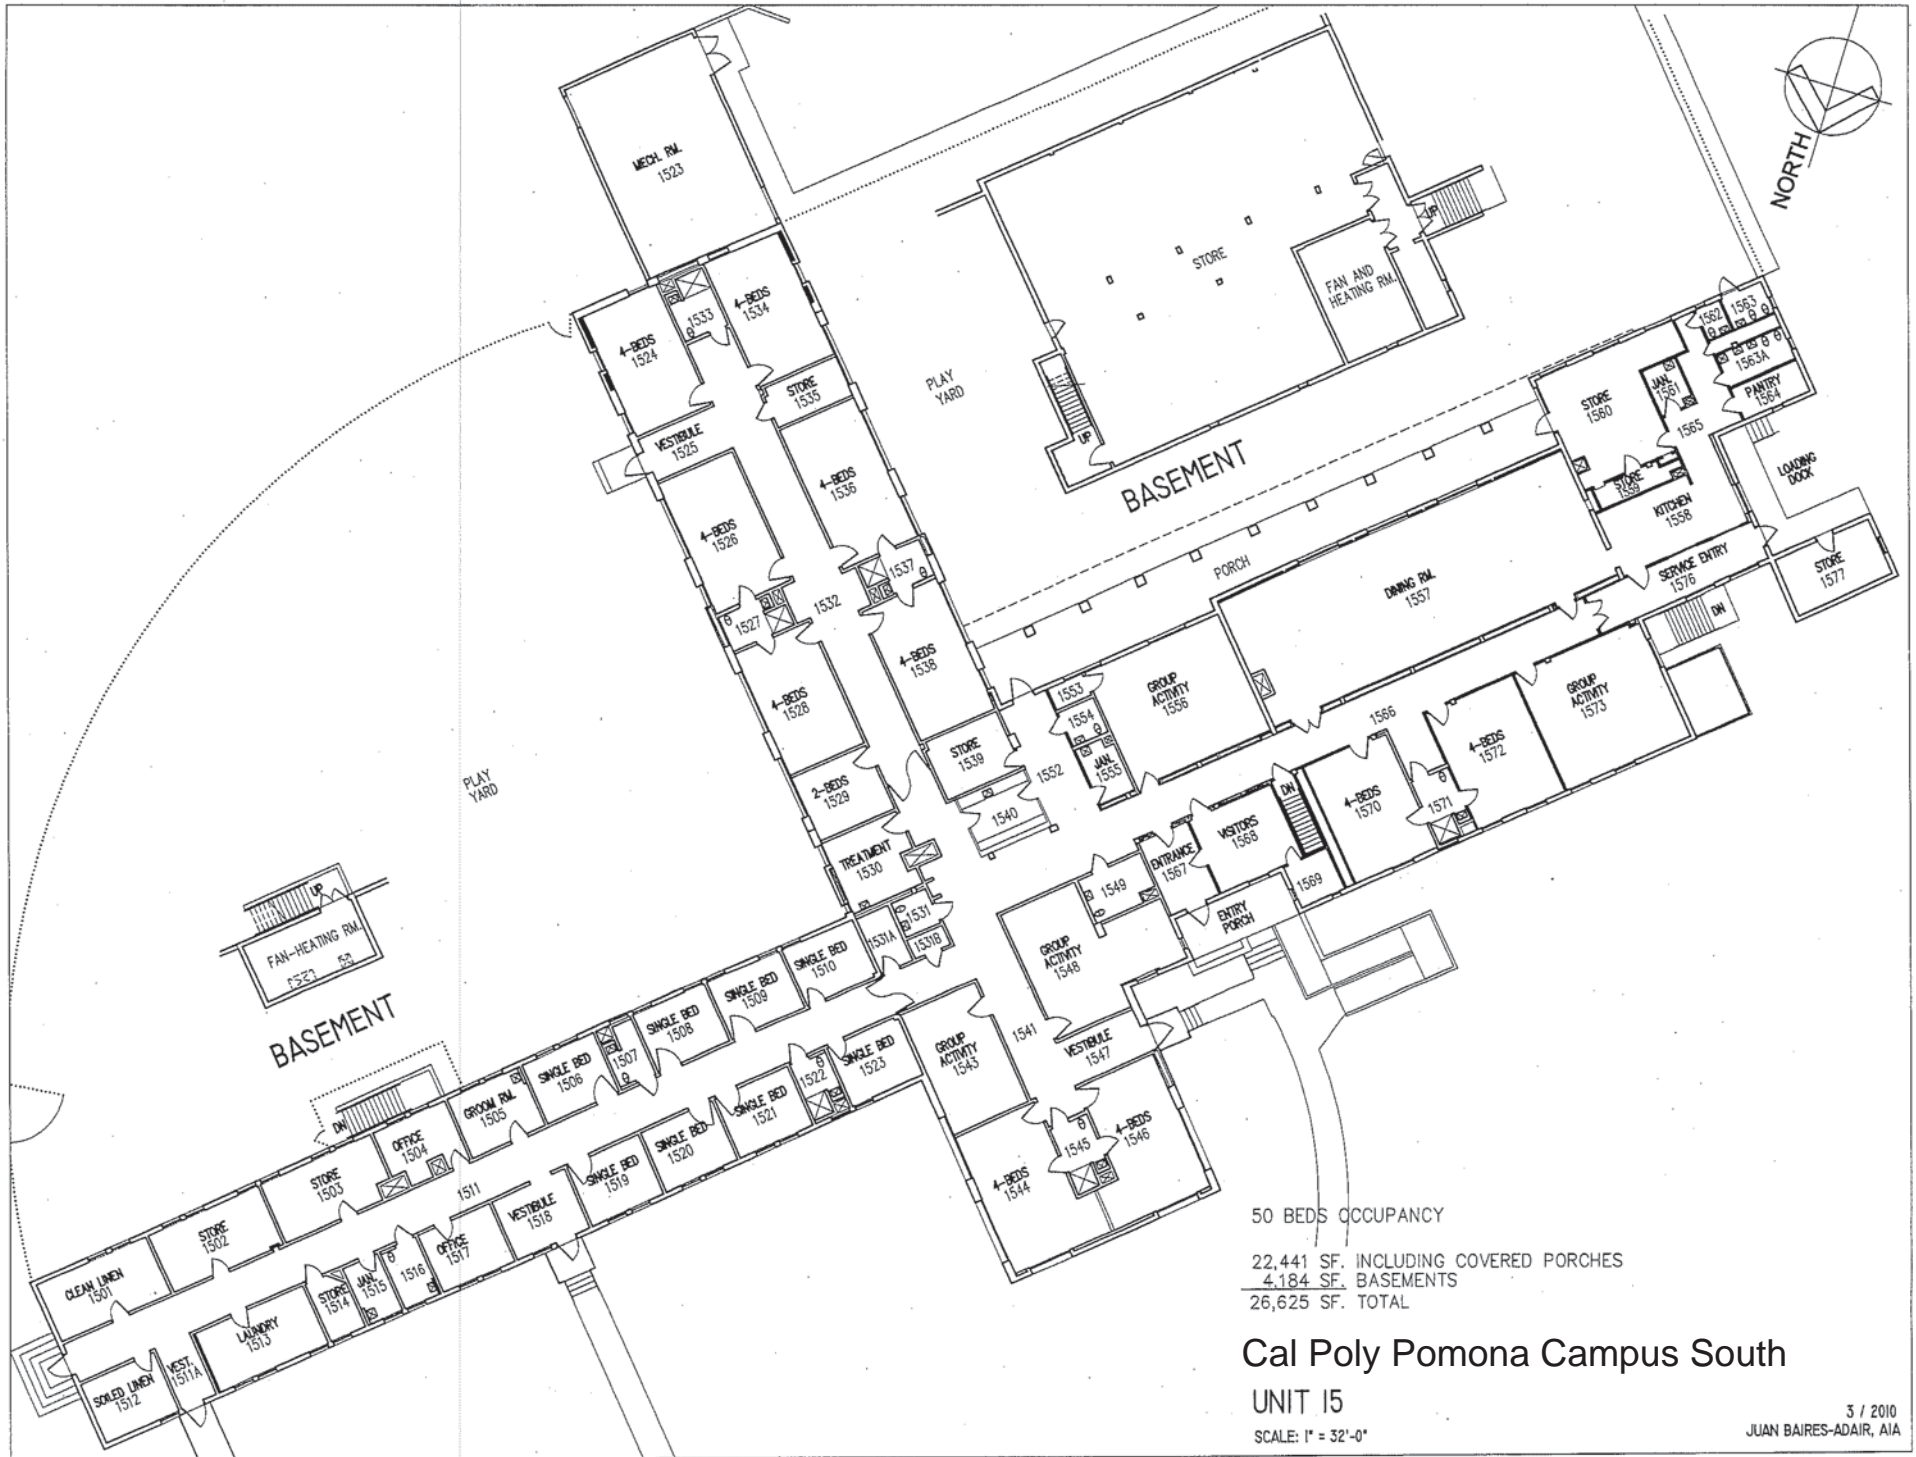 MECH. RM.
1523
NORTH
4-BEDS
1524
1533
4-BEDS
1534
STORE
1535
VESTIBULE
1525
4-BEDS
1536
4-BEDS
1526
1537
1527
1532
4-BEDS
1538
4-BEDS
1528
2-BEDS
1529
STORE
1539
TREATMENT
1530
1540
1531
1531A
1531B
PLAY
YARD
STORE
FAN AND
HEATING RM.
UP
UP
BASEMENT
PLAY
YARD
PORCH
1562
1563
1563A
JAN.
1561
PANTRY
1564
STORE
1560
1565
STORE
1559
KITCHEN
1558
LOADING
DOCK
SERVICE ENTRY
1576
STORE
1577
DN
DINING RM.
1557
GROUP
ACTIVITY
1556
1553
1554
JAN.
1555
1552
1566
GROUP
ACTIVITY
1573
4-BEDS
1572
4-BEDS
1570
1571
DN
VISITORS
1568
ENTRANCE
1567
1569
1549
ENTRY
PORCH
GROUP
ACTIVITY
1548
1541
VESTIBULE
1547
GROUP
ACTIVITY
1543
4-BEDS
1546
1545
4-BEDS
1544
UP
FAN-HEATING RM.
BASEMENT
SINGLE BED
1510
SINGLE BED
1509
SINGLE BED
1508
1507
SINGLE BED
1506
GROOM RM.
1505
OFFICE
1504
DN
STORE
1503
STORE
1502
CLEAN LINEN
1501
SINGLE BED
1523
1522
SINGLE BED
1521
SINGLE BED
1520
SINGLE BED
1519
VESTIBULE
1518
1511
OFFICE
1517
1516
JAN.
1515
STORE
1514
LAUNDRY
1513
VEST.
1511A
SOILED LINEN
1512
50 BEDS OCCUPANCY
22,441 SF. INCLUDING COVERED PORCHES
4,184 SF. BASEMENTS
26,625 SF. TOTAL
Cal Poly Pomona Campus South
UNIT 15
SCALE: 1" = 32'-0"
3 / 2010
JUAN BAIRES-ADAIR, AIA